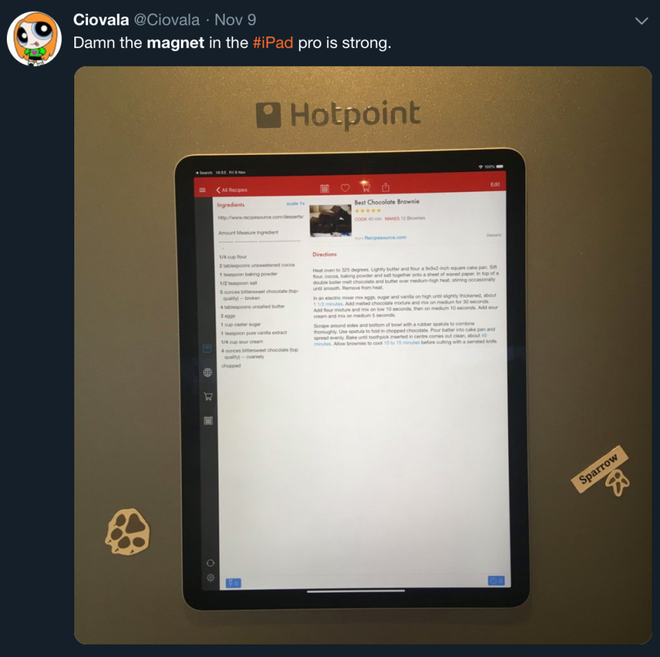 Ciovala @Ciovala · Nov 9
Damn the magnet in the #iPad pro is strong.
Hotpoint
Search 16:53 Fri 9 Nov
100%
All Recipes
Edit
Ingredients
scale 1x
http://www.recipesource.com/desserts/
Amount Measure Ingredient
1/4 cup flour
2 tablespoons unsweetened cocoa
1 teaspoon baking powder
1/2 teaspoon salt
5 ounces bittersweet chocolate (top-
quality) -- broken
4 tablespoons unsalted butter
3 eggs
1 cup caster sugar
1 teaspoon pure vanilla extract
1/4 cup sour cream
4 ounces bittersweet chocolate (top
quality) -- coarsely
chopped
Best Chocolate Brownie
COOK 40 min MAKES 12 Brownies
from Recipesource.com
Desserts
Directions
Heat oven to 325 degrees. Lightly butter and flour a 9x9x2-inch square cake pan. Sift
flour, cocoa, baking powder and salt together onto a sheet of waxed paper. In top of a
double boiler melt chocolate and butter over medium-high heat, stirring occasionally
until smooth. Remove from heat.
In an electric mixer mix eggs, sugar and vanilla on high until slightly thickened, about
1 1/2 minutes. Add melted chocolate mixture and mix on medium for 30 seconds.
Add flour mixture and mix on low 10 seconds, then on medium 10 seconds. Add sour
cream and mix on medium 5 seconds.
Scrape around sides and bottom of bowl with a rubber spatula to combine
thoroughly. Use spatula to fold in chopped chocolate. Pour batter into cake pan and
spread evenly. Bake until toothpick inserted in centre comes out clean, about 40
minutes. Allow brownies to cool 10 to 15 minutes before cutting with a serrated knife.
Sparrow